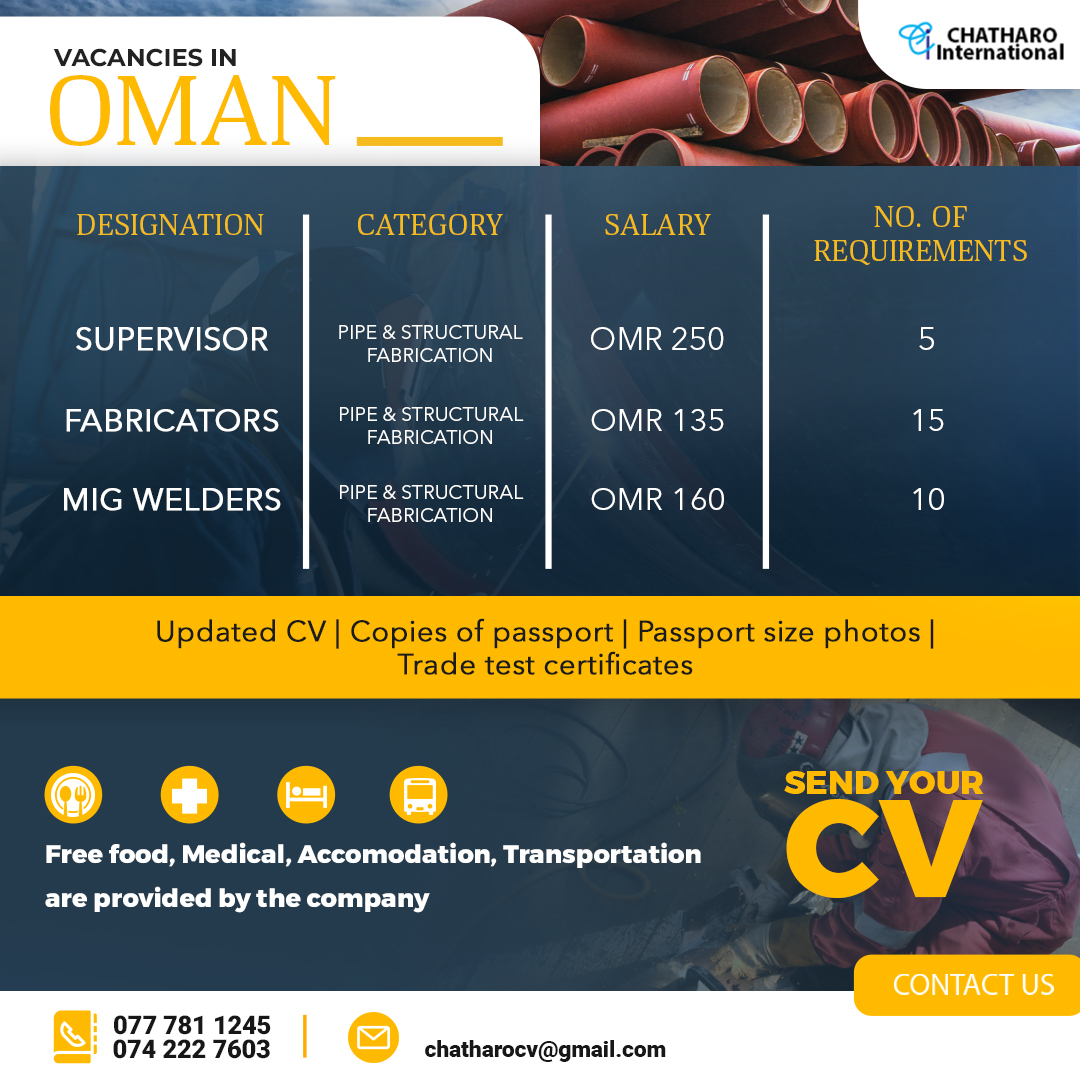 VACANCIES IN
OMAN
CHATHARO
International
DESIGNATION
CATEGORY
SALARY
NO. OF
REQUIREMENTS
SUPERVISOR
PIPE & STRUCTURAL
FABRICATION
OMR 250
5
FABRICATORS
PIPE & STRUCTURAL
FABRICATION
OMR 135
15
MIG WELDERS
PIPE & STRUCTURAL
FABRICATION
OMR 160
10
Updated CV | Copies of passport | Passport size photos |
Trade test certificates
Free food, Medical, Accomodation, Transportation
are provided by the company
SEND YOUR
CV
CONTACT US
077 781 1245
074 222 7603
chatharocv@gmail.com